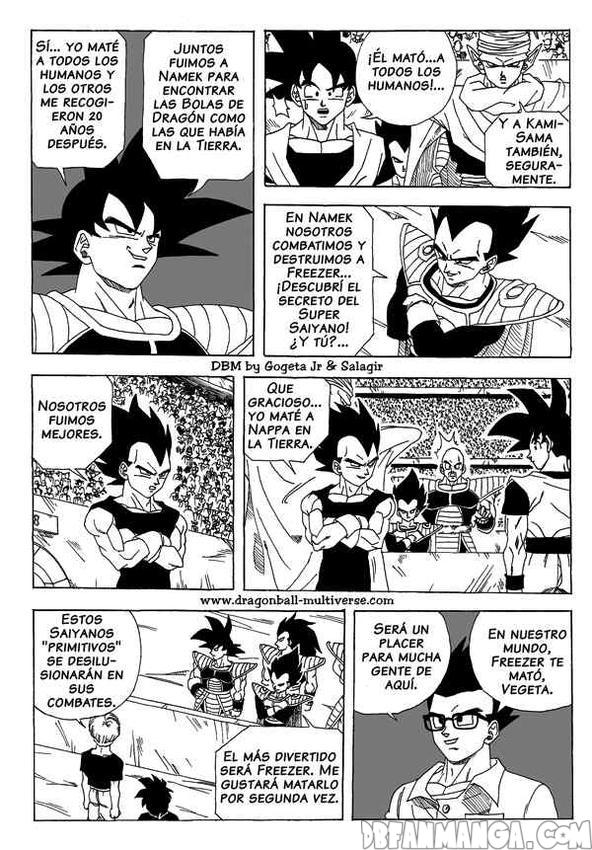 SÍ... YO MATÉ
A TODOS LOS
HUMANOS Y
LOS OTROS
ME RECOGI-
ERON 20
AÑOS
DESPUÉS.
JUNTOS
FUIMOS A
NAMEK PARA
ENCONTRAR
LAS BOLAS DE
DRAGÓN COMO
LAS QUE HABÍA
EN LA TIERRA.
¡ÉL MATÓ...A
TODOS LOS
HUMANOS!...
Y A KAMI-
SAMA
TAMBIÉN,
SEGURA-
MENTE.
EN NAMEK
NOSOTROS
COMBATIMOS Y
DESTRUIMOS A
FREEZER...
¡DESCUBRÍ EL
SECRETO DEL
SUPER
SAIYANO!
¿Y TÚ?...
DBM by Gogeta Jr & Salagir
NOSOTROS
FUIMOS
MEJORES.
QUE
GRACIOSO...
YO MATÉ A
NAPPA EN
LA TIERRA.
8
www.dragonball-multiverse.com
ESTOS
SAIYANOS
"PRIMITIVOS"
SE DESILU-
SIONARÁN EN
SUS
COMBATES.
EL MÁS DIVERTIDO
SERÁ FREEZER. ME
GUSTARÁ MATARLO
POR SEGUNDA VEZ.
SERÁ UN
PLACER
PARA MUCHA
GENTE DE
AQUÍ.
EN NUESTRO
MUNDO,
FREEZER TE
MATÓ,
VEGETA.
DBFANMANGA.COM